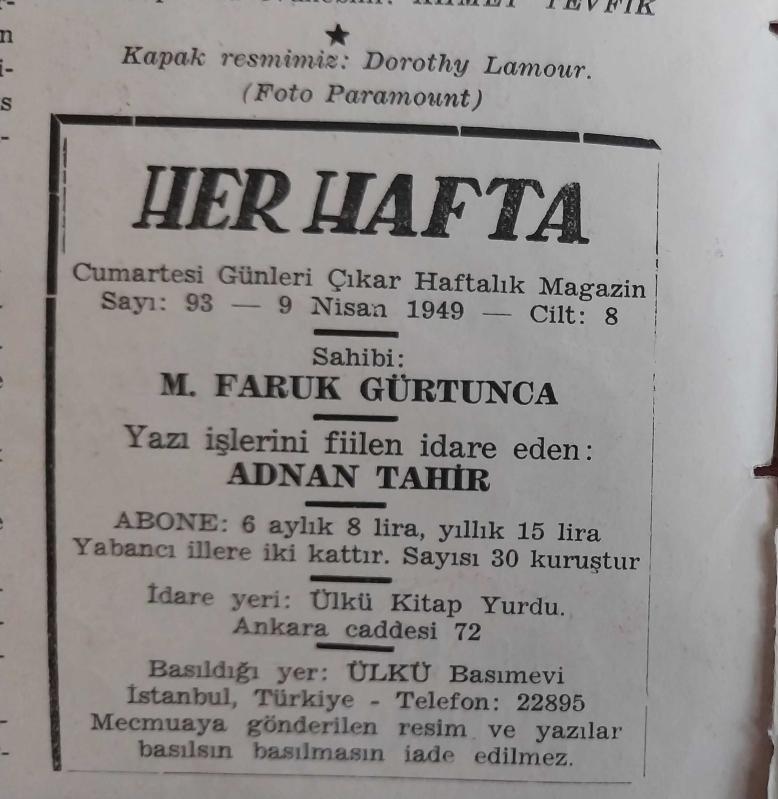 AHMET TEVFİK
★
Kapak resmimiz: Dorothy Lamour.
(Foto Paramount)
HER HAFTA
Cumartesi Günleri Çıkar Haftalık Magazin
Sayı: 93 — 9 Nisan 1949 — Cilt: 8
Sahibi:
M. FARUK GÜRTUNCA
Yazı işlerini fiilen idare eden:
ADNAN TAHİR
ABONE: 6 aylık 8 lira, yıllık 15 lira
Yabancı illere iki kattır. Sayısı 30 kuruştur
İdare yeri: Ülkü Kitap Yurdu.
Ankara caddesi 72
Basıldığı yer: ÜLKÜ Basımevi
İstanbul, Türkiye - Telefon: 22895
Mecmuaya gönderilen resim ve yazılar
basılsın basılmasın iade edilmez.